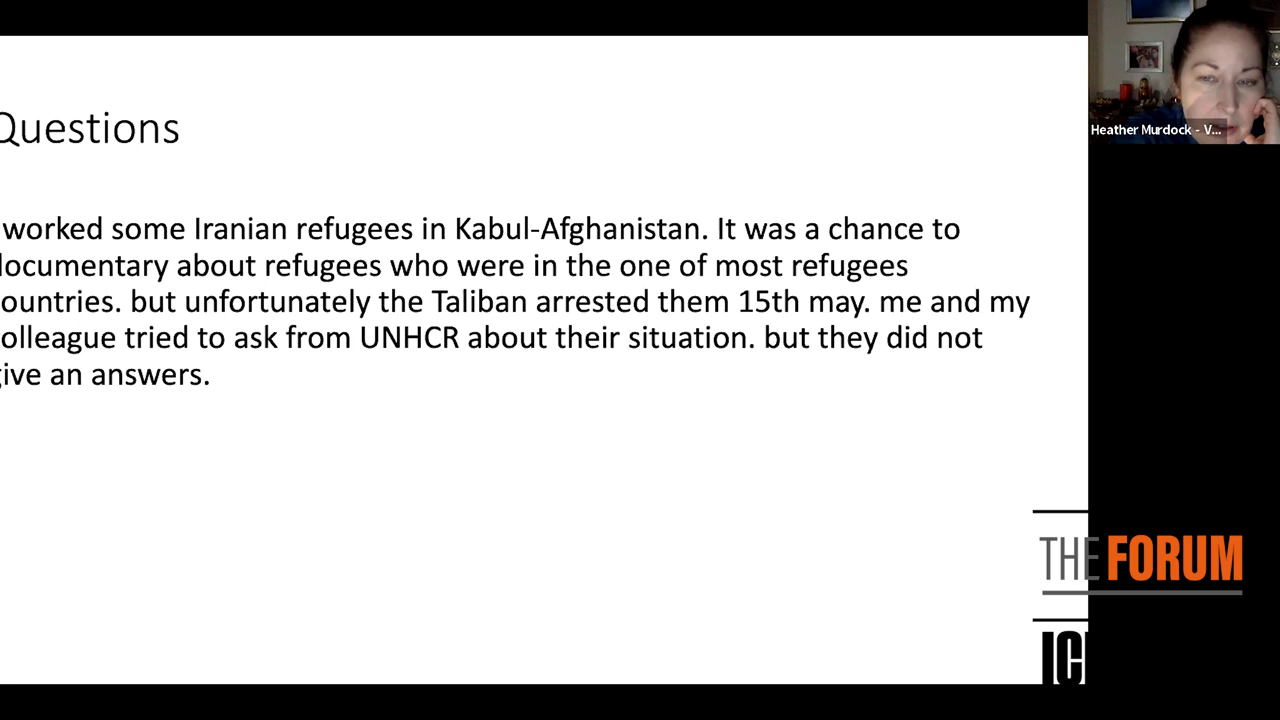 Questions
worked some Iranian refugees in Kabul-Afghanistan. It was a chance to
documentary about refugees who were in the one of most refugees
countries. but unfortunately the Taliban arrested them 15th may. me and my
colleague tried to ask from UNHCR about their situation. but they did not
give an answers.
Heather Murdock - V...
THE FORUM